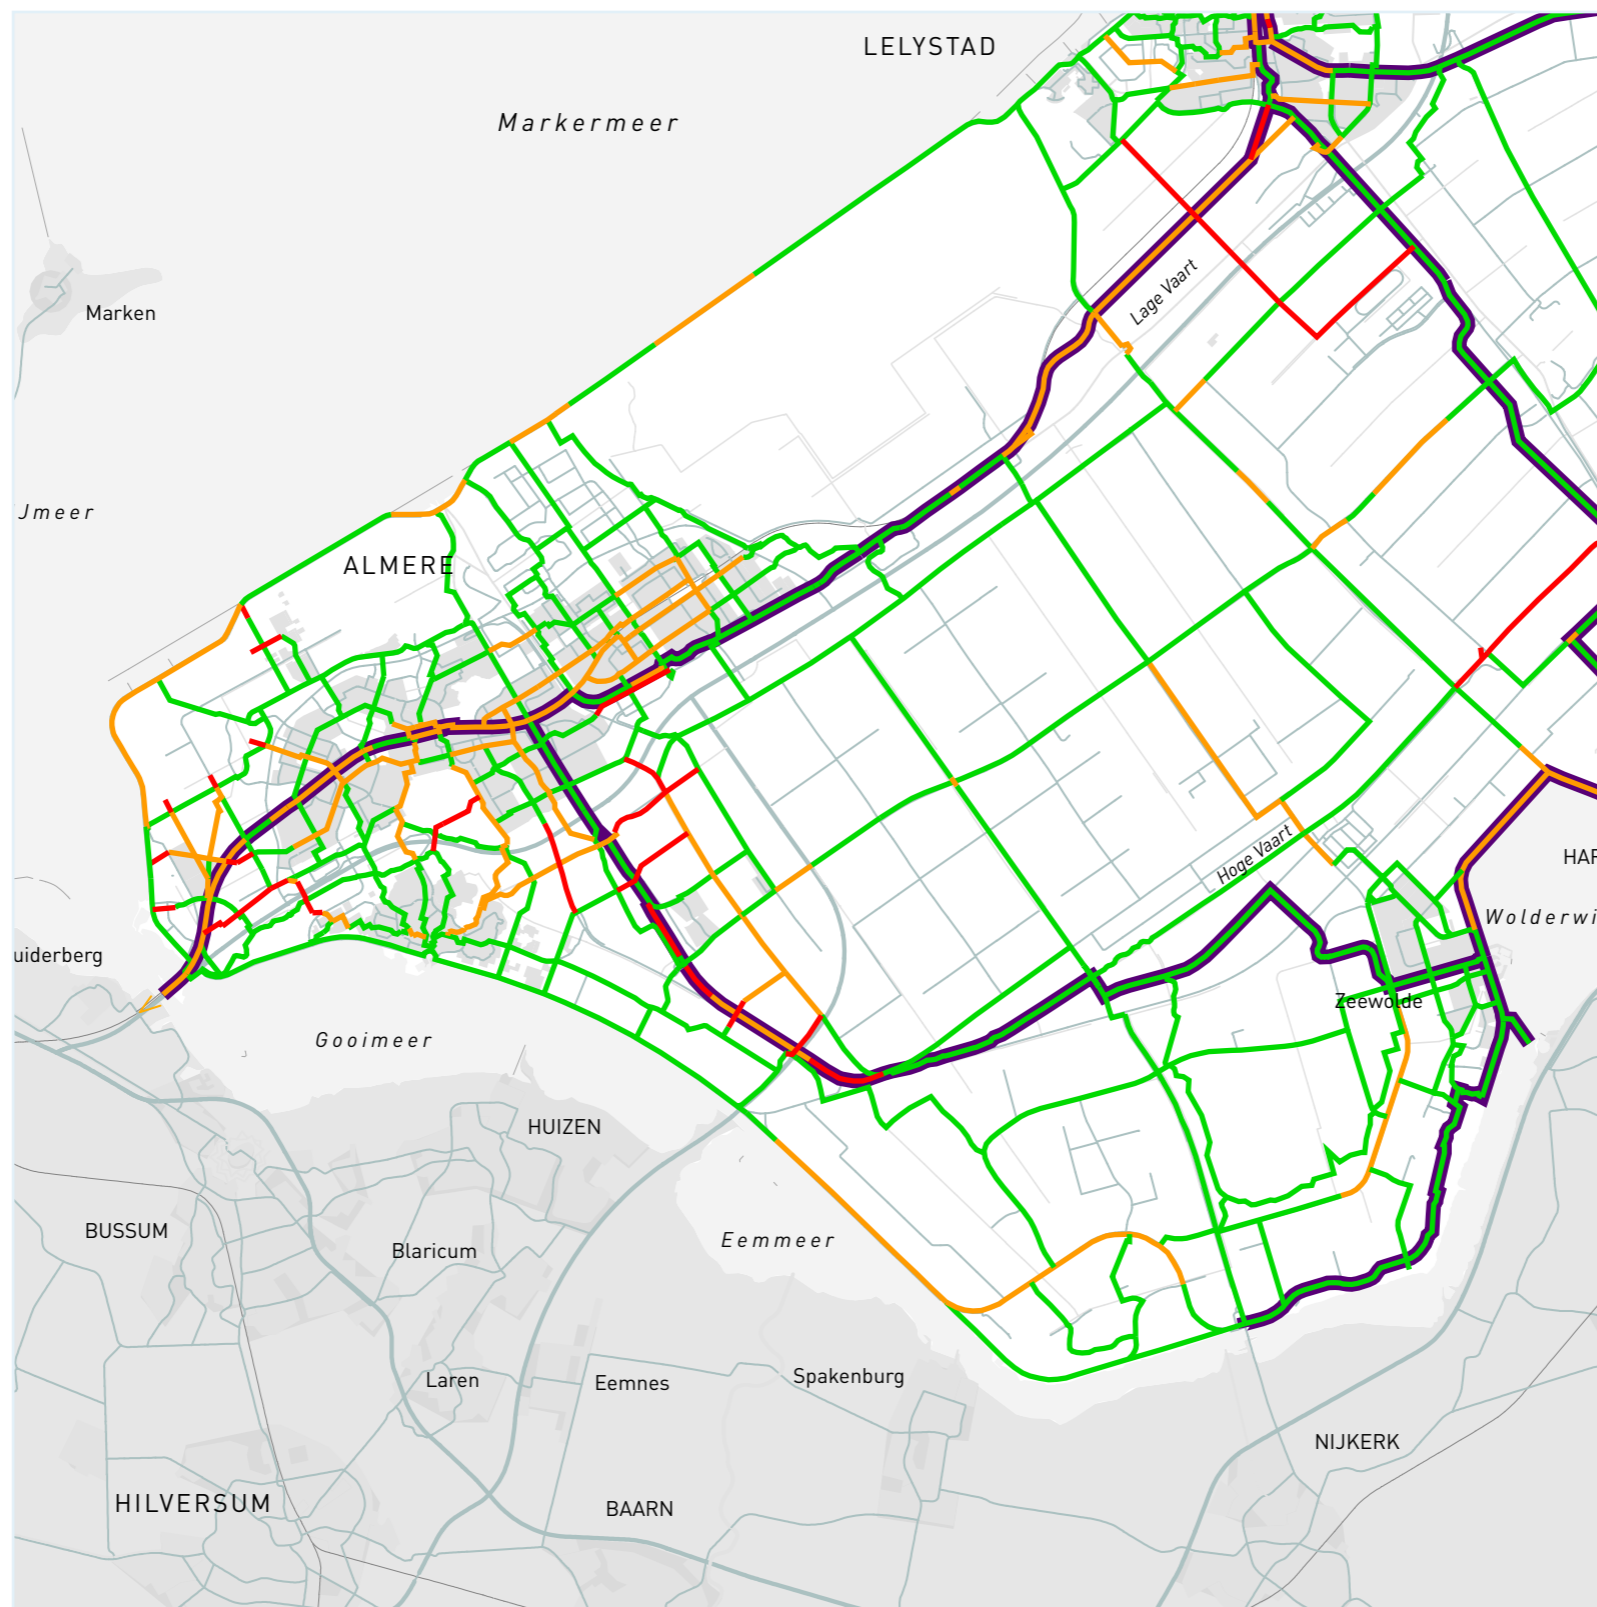 LELYSTAD
Markermeer
Marken
Lage Vaart
Jmeer
ALMERE
Hoge Vaart
HAR
Wolderwi
uiderberg
Zeewolde
Gooimeer
HUIZEN
BUSSUM
Blaricum
Eemmeer
Laren
Eemnes
Spakenburg
NIJKERK
HILVERSUM
BAARN